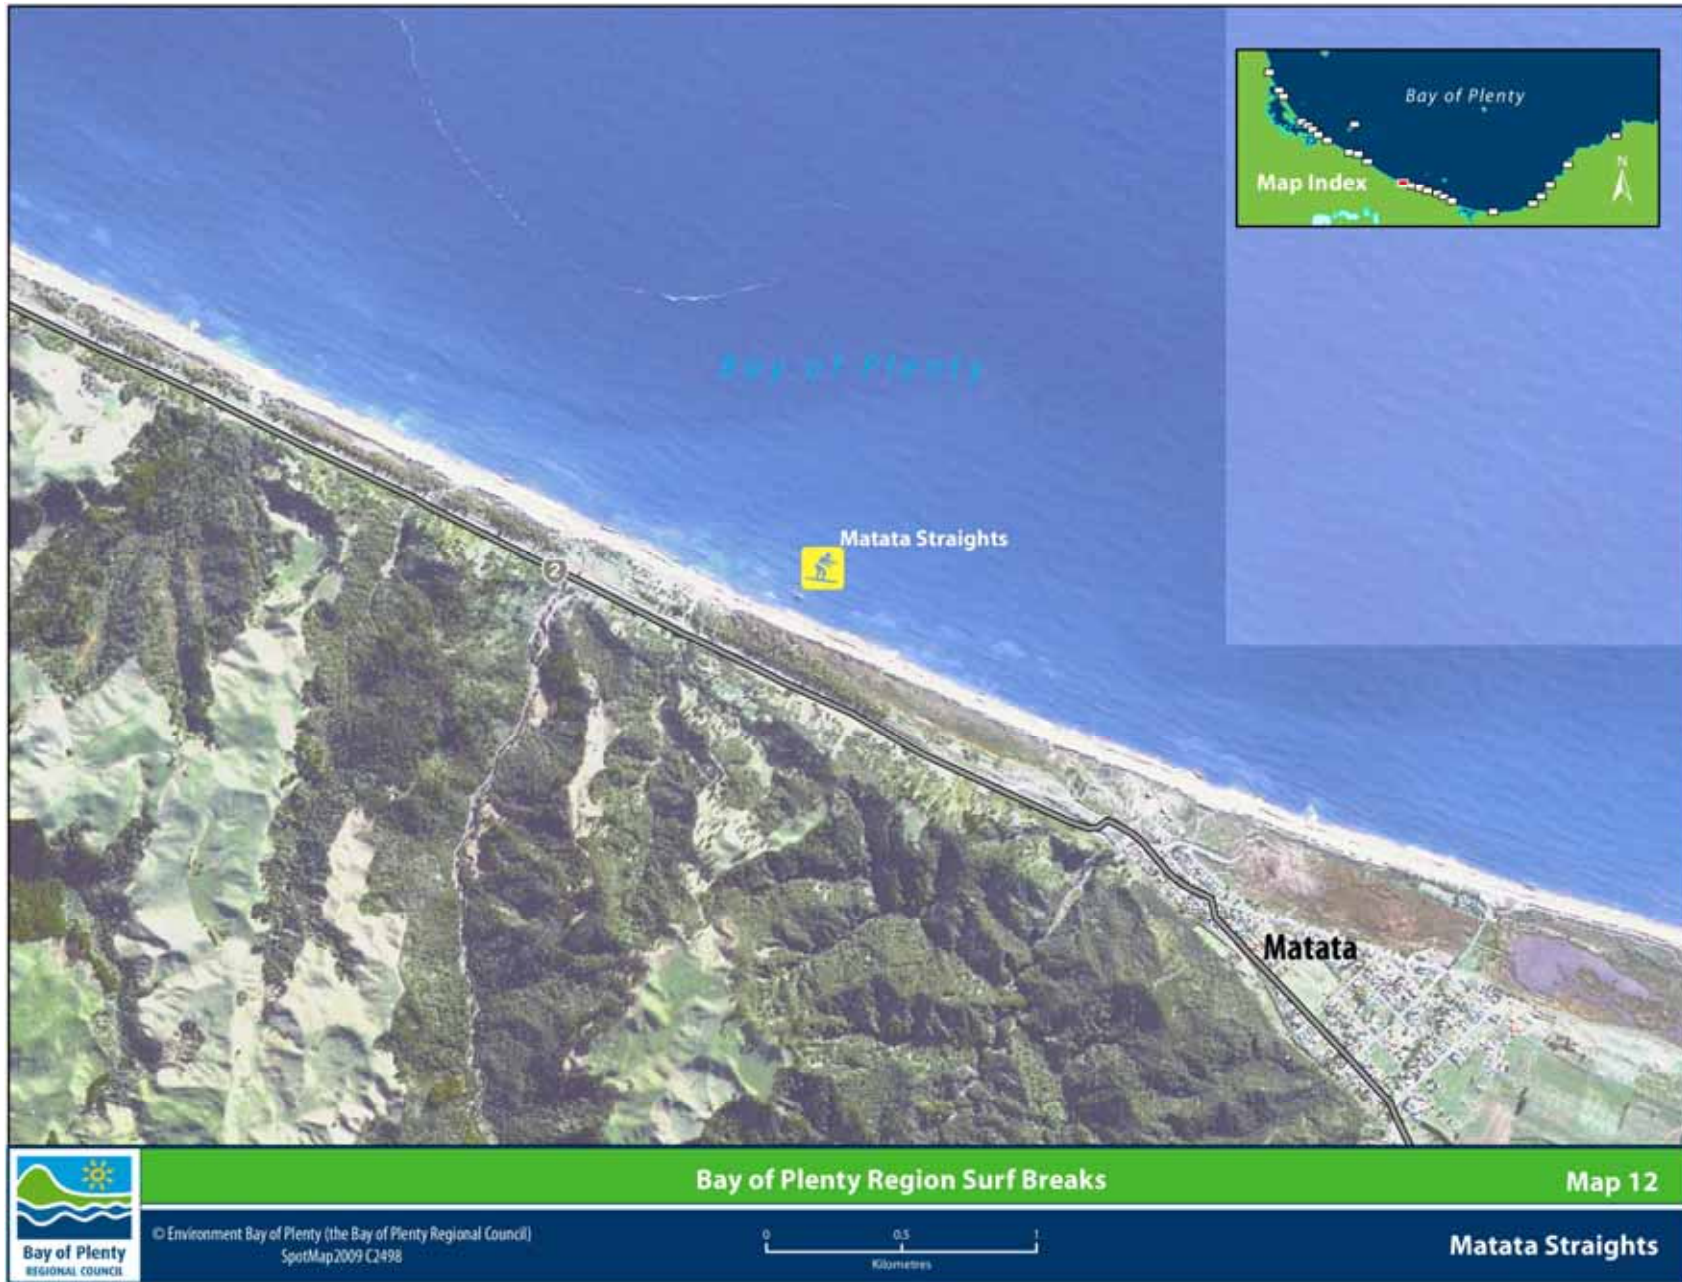 Bay of Plenty
Map Index
N
Bay of Plenty
Matata Straights
2
Matata
Bay of Plenty Region Surf Breaks
Map 12
Bay of Plenty
REGIONAL COUNCIL
© Environment Bay of Plenty (the Bay of Plenty Regional Council)
SpotMap2009 C2498
0 0.5 1
Kilometres
Matata Straights